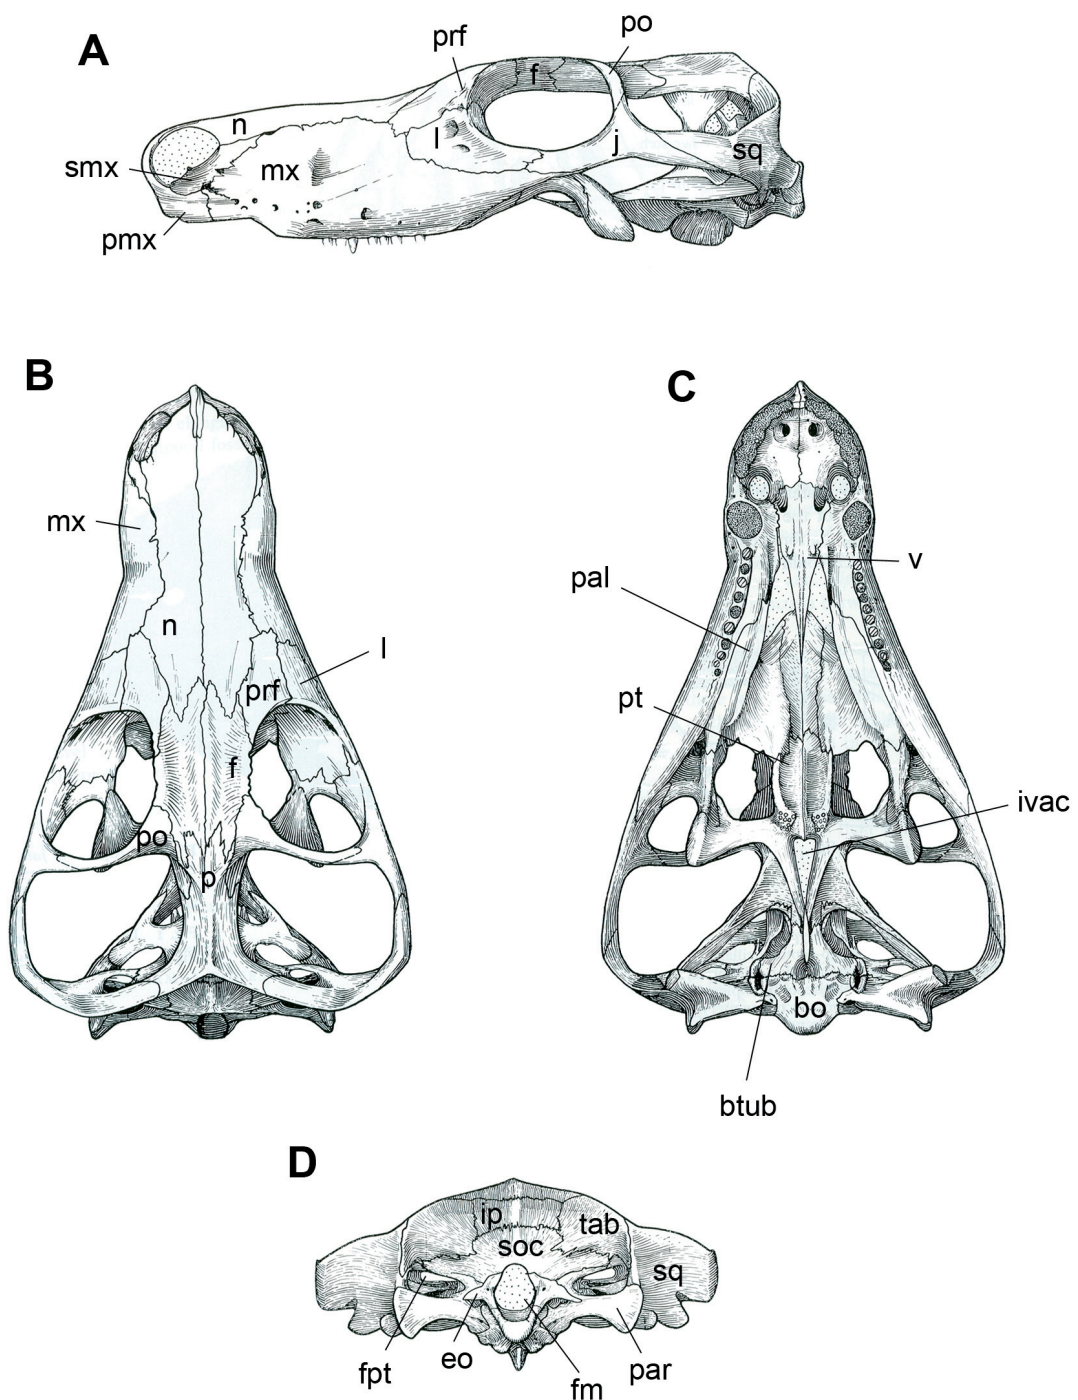 A
prf
po
f
n
l
j
smx
mx
sq
pmx
B
C
mx
v
pal
n
l
prf
pt
f
ivac
po
p
bo
btub
D
ip
tab
soc
sq
eo
par
fpt
fm